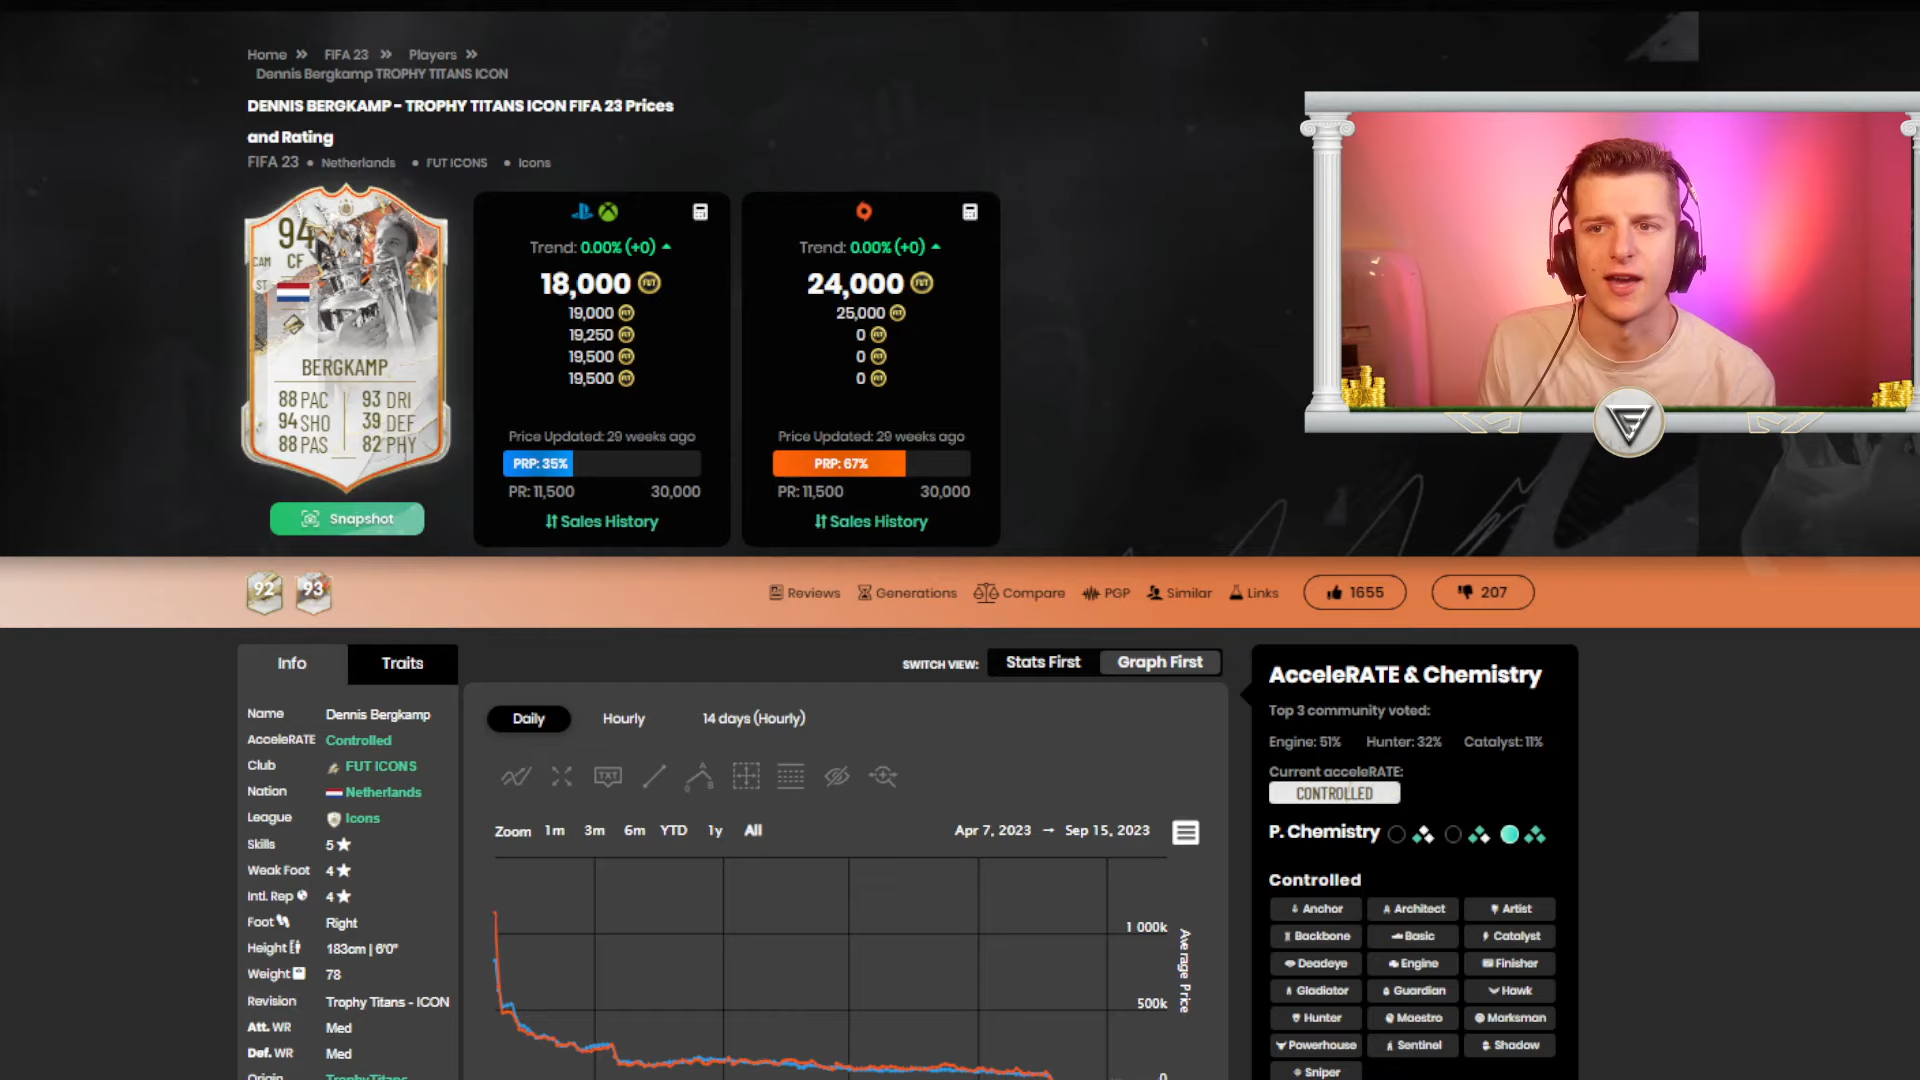 Home » FIFA 23 » Players »
Dennis Bergkamp TROPHY TITANS ICON
DENNIS BERGKAMP - TROPHY TITANS ICON FIFA 23 Prices
and Rating
FIFA 23 • Netherlands • FUT ICONS • Icons
94
CF
CAM
ST
BERGKAMP
88 PAC 93 DRI
94 SHO 39 DEF
88 PAS 82 PHY
Snapshot
Trend: 0.00% (+0)
18,000
19,000
19,250
19,500
19,500
Price Updated: 29 weeks ago
PRP: 35%
PR: 11,500 30,000
Sales History
Trend: 0.00% (+0)
24,000
25,000
0
0
0
Price Updated: 29 weeks ago
PRP: 67%
PR: 11,500 30,000
Sales History
92 93
Reviews Generations Compare PGP Similar Links 1655 207
Info Traits
Name Dennis Bergkamp
AcceleRATE Controlled
Club FUT ICONS
Nation Netherlands
League Icons
Skills 5
Weak Foot 4
Intl. Rep 4
Foot Right
Height 183cm | 6'0"
Weight 78
Revision Trophy Titans - ICON
Att. WR Med
Def. WR Med
Origin TrophyTitans
SWITCH VIEW: Stats First Graph First
Daily Hourly 14 days (Hourly)
TXT
Zoom 1m 3m 6m YTD 1y All
Apr 7, 2023 → Sep 15, 2023
1 000k
500k
0
Average Price
AcceleRATE & Chemistry
Top 3 community voted:
Engine: 51% Hunter: 32% Catalyst: 11%
Current acceleRATE:
CONTROLLED
P. Chemistry
Controlled
Anchor Architect Artist
Backbone Basic Catalyst
Deadeye Engine Finisher
Gladiator Guardian Hawk
Hunter Maestro Marksman
Powerhouse Sentinel Shadow
Sniper